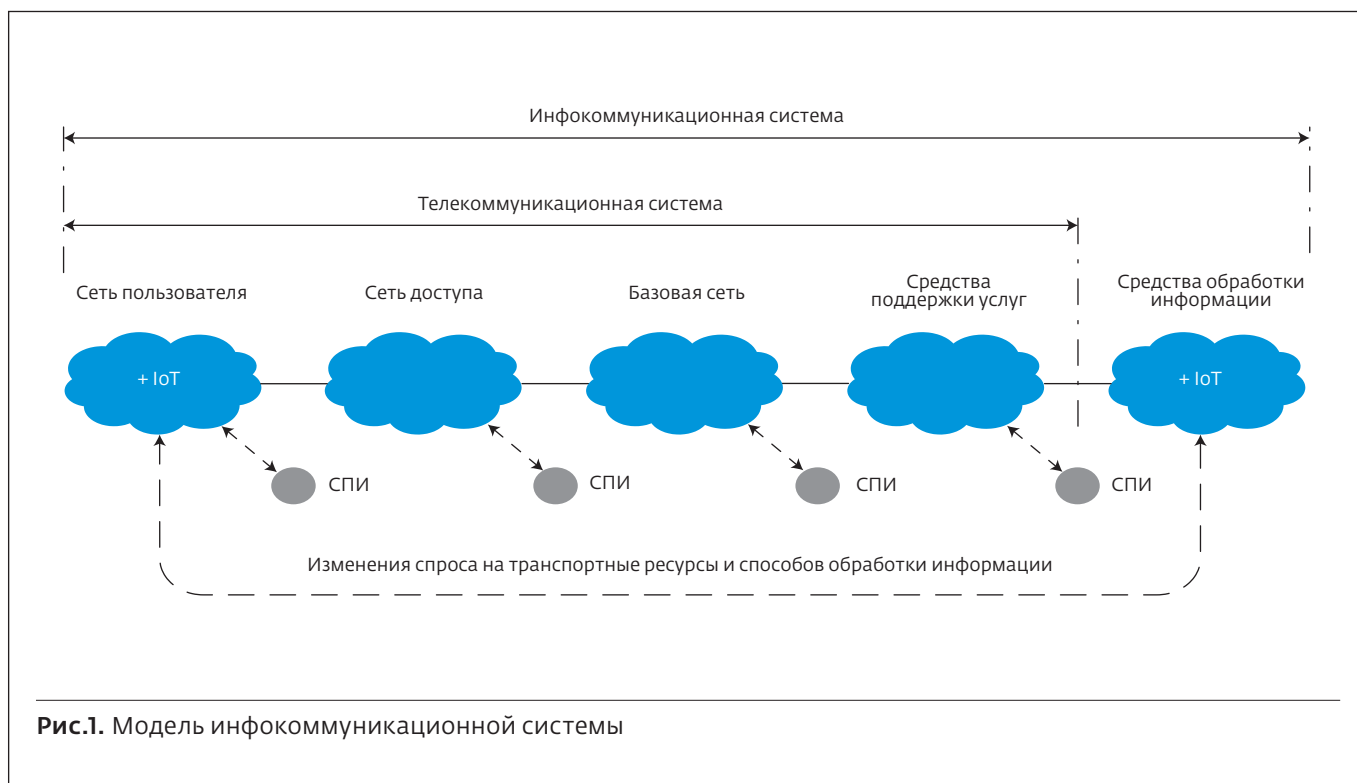 Инфокоммуникационная система
Телекоммуникационная система
Сеть пользователя
Сеть доступа
Базовая сеть
Средства
поддержки услуг
Средства обработки
информации
+ IoT
+ IoT
СПИ
СПИ
СПИ
СПИ
Изменения спроса на транспортные ресурсы и способов обработки информации
Рис.1. Модель инфокоммуникационной системы